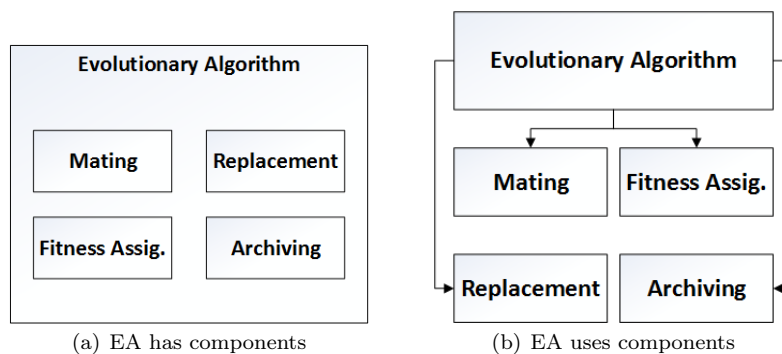 Evolutionary Algorithm
Mating
Replacement
Fitness Assig.
Archiving
(a) EA has components
Evolutionary Algorithm
Mating
Fitness Assig.
Replacement
Archiving
(b) EA uses components